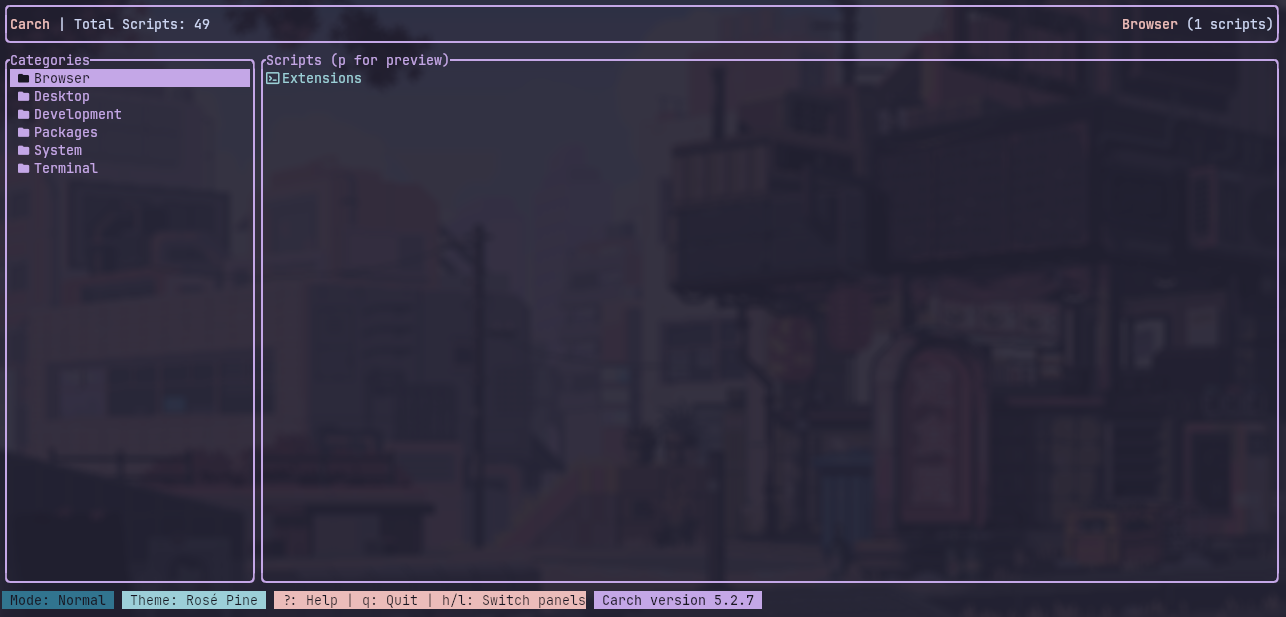 Carch | Total Scripts: 49 Browser (1 scripts)
Categories
Scripts (p for preview)
Browser
Extensions
Desktop
Development
Packages
System
Terminal
Mode: Normal Theme: Rosé Pine ?: Help | q: Quit | h/l: Switch panels Carch version 5.2.7